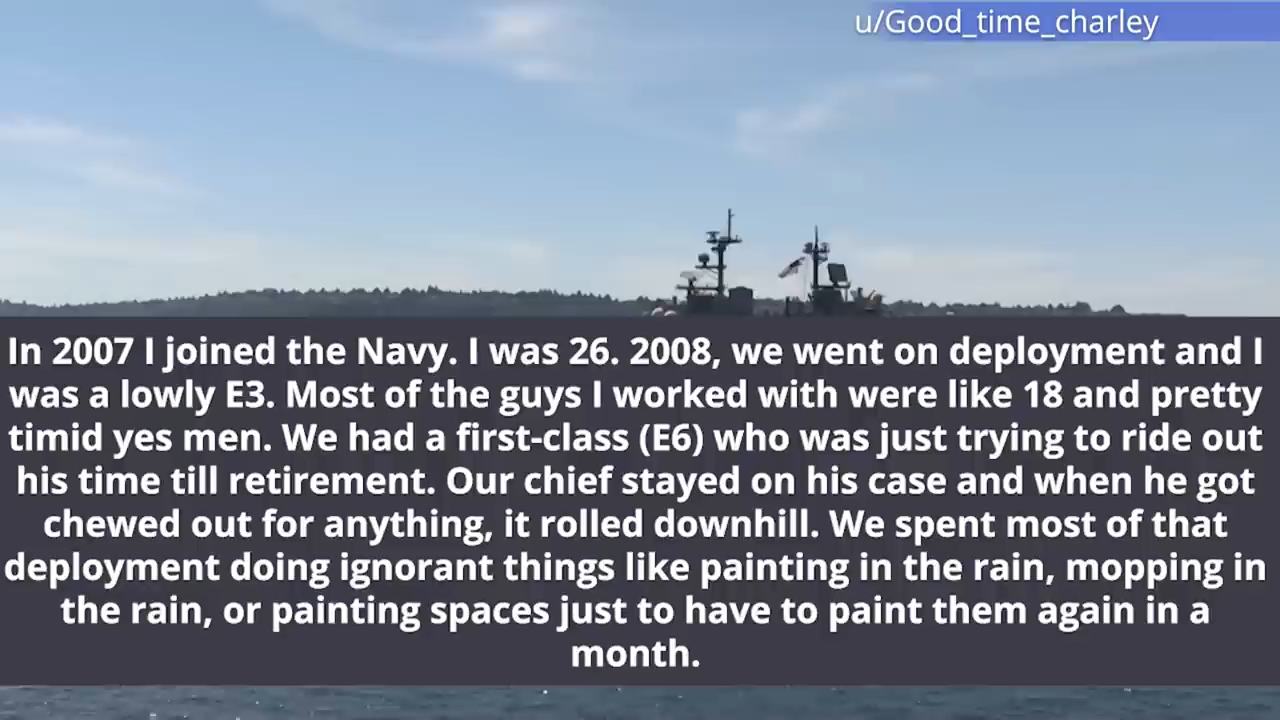 u/Good_time_charley
In 2007 I joined the Navy. I was 26. 2008, we went on deployment and I
was a lowly E3. Most of the guys I worked with were like 18 and pretty
timid yes men. We had a first-class (E6) who was just trying to ride out
his time till retirement. Our chief stayed on his case and when he got
chewed out for anything, it rolled downhill. We spent most of that
deployment doing ignorant things like painting in the rain, mopping in
the rain, or painting spaces just to have to paint them again in a
month.